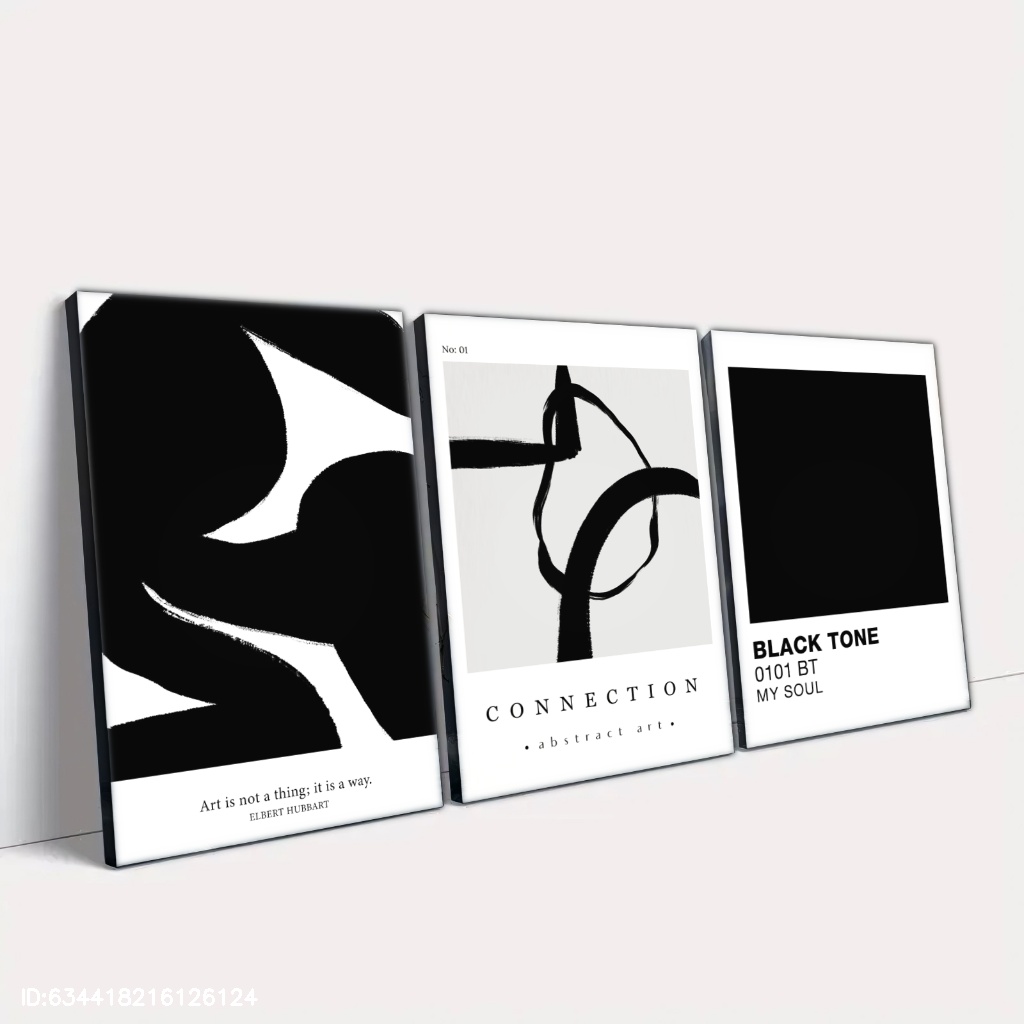 Art is not a thing; it is a way.
ELBERT HUBBART
No: 01
CONNECTION
• abstract art •
BLACK TONE
0101 BT
MY SOUL
ID:634418216126124